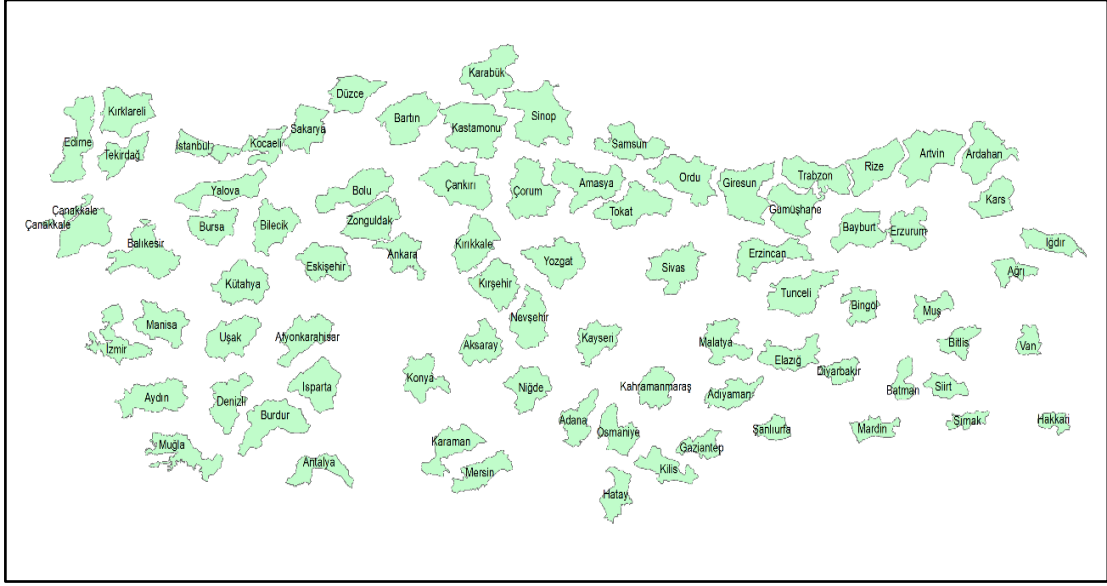 Karabük
Düzce
Kırklareli
Bartın
Sinop
Kastamonu
Sakarya
Edirne
İstanbul
Kocaeli
Samsun
Tekirdağ
Artvin
Ardahan
Rize
Trabzon
Ordu
Giresun
Amasya
Çankırı
Çorum
Yalova
Bolu
Kars
Çanakkale
Tokat
Gümüşhane
Zonguldak
Çanakkale
Bursa
Bilecik
Bayburt
Erzurum
Balıkesir
Kırıkkale
Iğdır
Ankara
Erzincan
Yozgat
Eskişehir
Sivas
Ağrı
Kütahya
Kırşehir
Tunceli
Bingöl
Muş
Nevşehir
Manisa
Uşak
Afyonkarahisar
Kayseri
Malatya
Aksaray
Bitlis
Van
İzmir
Elazığ
Diyarbakır
Konya
Isparta
Niğde
Kahramanmaraş
Siirt
Batman
Adıyaman
Aydın
Denizli
Burdur
Adana
Şırnak
Hakkari
Osmaniye
Şanlıurfa
Mardin
Karaman
Muğla
Gaziantep
Antalya
Kilis
Mersin
Hatay